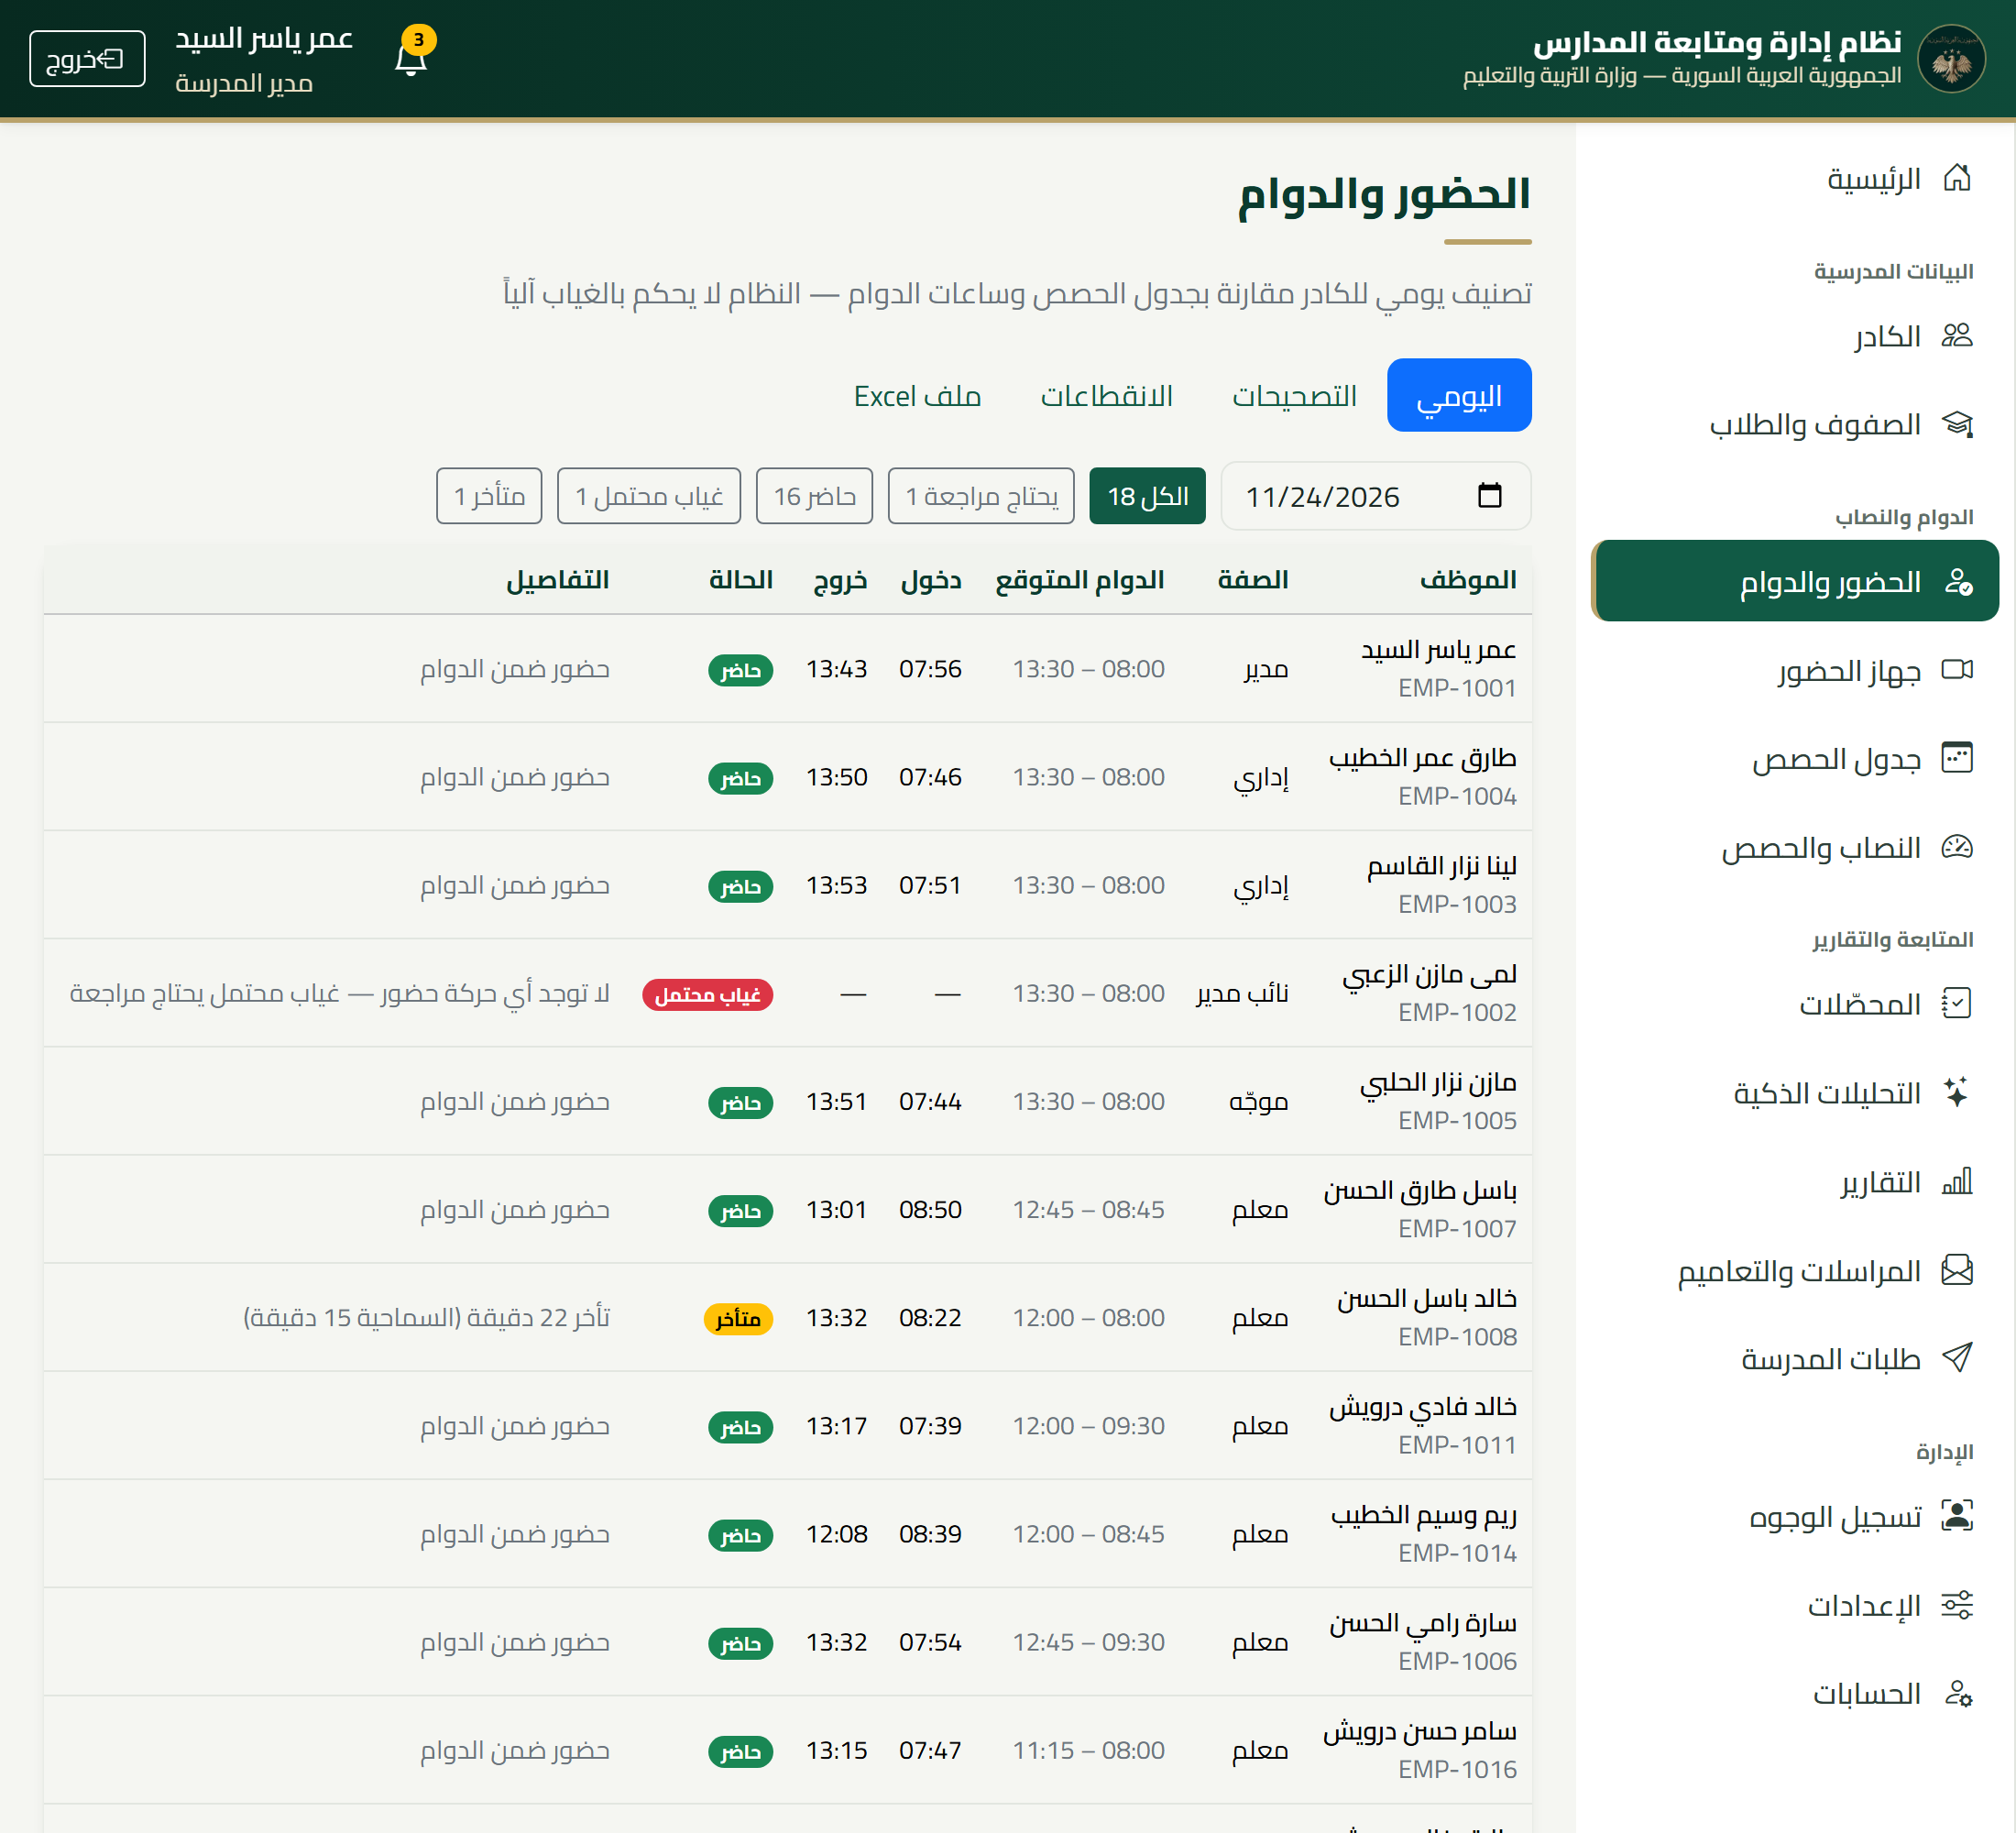 نظام إدارة ومتابعة المدارس
الجمهورية العربية السورية — وزارة التربية والتعليم
3
عمر ياسر السيد
مدير المدرسة
خروج
الرئيسية
البيانات المدرسية
الكادر
الصفوف والطلاب
الدوام والنصاب
الحضور والدوام
جهاز الحضور
جدول الحصص
النصاب والحصص
المتابعة والتقارير
المحصّلات
التحليلات الذكية
التقارير
المراسلات والتعاميم
طلبات المدرسة
الإدارة
تسجيل الوجوه
الإعدادات
الحسابات
الحضور والدوام
تصنيف يومي للكادر مقارنة بجدول الحصص وساعات الدوام — النظام لا يحكم بالغياب آلياً
اليومي التصحيحات الانقطاعات ملف Excel
11/24/2026 الكل 18 يحتاج مراجعة 1 حاضر 16 غياب محتمل 1 متأخر 1
الموظف الصفة الدوام المتوقع دخول خروج الحالة التفاصيل
عمر ياسر السيد
EMP-1001
مدير 08:00 – 13:30 07:56 13:43 حاضر حضور ضمن الدوام
طارق عمر الخطيب
EMP-1004
إداري 08:00 – 13:30 07:46 13:50 حاضر حضور ضمن الدوام
لينا نزار القاسم
EMP-1003
إداري 08:00 – 13:30 07:51 13:53 حاضر حضور ضمن الدوام
لمى مازن الزعبي
EMP-1002
نائب مدير 08:00 – 13:30 — — غياب محتمل لا توجد أي حركة حضور — غياب محتمل يحتاج مراجعة
مازن نزار الحلبي
EMP-1005
موجّه 08:00 – 13:30 07:44 13:51 حاضر حضور ضمن الدوام
باسل طارق الحسن
EMP-1007
معلم 08:45 – 12:45 08:50 13:01 حاضر حضور ضمن الدوام
خالد باسل الحسن
EMP-1008
معلم 08:00 – 12:00 08:22 13:32 متأخر تأخر 22 دقيقة (السماحية 15 دقيقة)
خالد فادي درويش
EMP-1011
معلم 09:30 – 12:00 07:39 13:17 حاضر حضور ضمن الدوام
ريم وسيم الخطيب
EMP-1014
معلم 08:45 – 12:00 08:39 12:08 حاضر حضور ضمن الدوام
سارة رامي الحسن
EMP-1006
معلم 09:30 – 12:45 07:54 13:32 حاضر حضور ضمن الدوام
سامر حسن درويش
EMP-1016
معلم 08:00 – 11:15 07:47 13:15 حاضر حضور ضمن الدوام